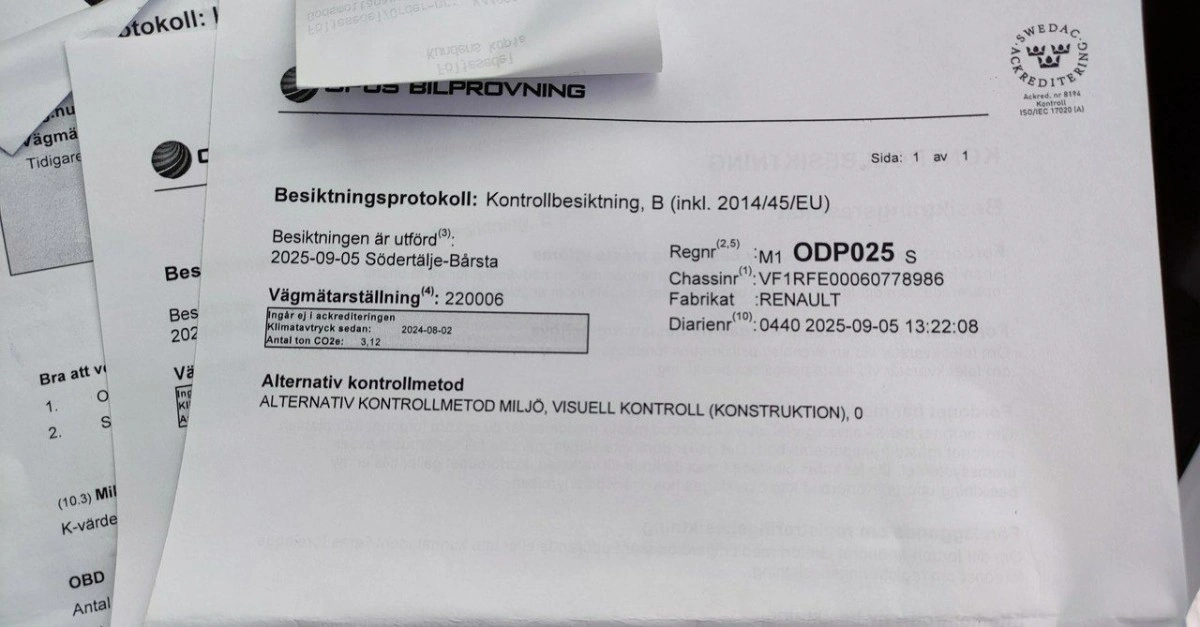 otokoll:
Kundens kopia
Följesedel
OPUS BILPROVNING
SWEDAC
ACKREDITERING
Ackred. nr 8194
Kontroll
ISO/IEC 17020 (A)
Sida: 1 av 1
Besiktningsprotokoll: Kontrollbesiktning, B (inkl. 2014/45/EU)
Besiktningen är utförd(3):
2025-09-05 Södertälje-Bårsta
Regnr(2,5) :M1 ODP025 S
Chassinr(1):VF1RFE00060778986
Fabrikat :RENAULT
Diarienr(10):0440 2025-09-05 13:22:08
Vägmätarställning(4): 220006
Ingår ej i ackrediteringen
Klimatavtryck sedan: 2024-08-02
Antal ton CO2e: 3,12
Alternativ kontrollmetod
ALTERNATIV KONTROLLMETOD MILJÖ, VISUELL KONTROLL (KONSTRUKTION), 0
Vägmä
Tidigare
Bes
Bes
202
Vä
Bra att v
1. O
2. S
(10.3) Mil
K-värde
OBD
Antal